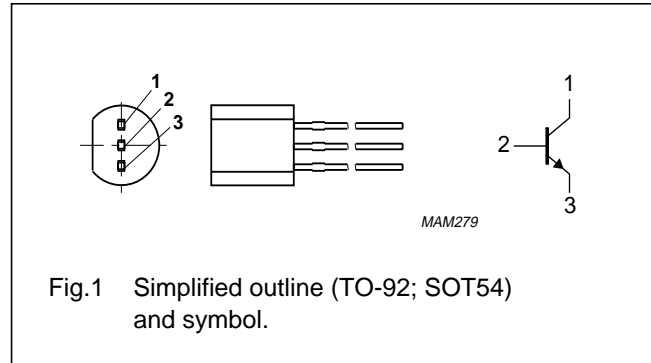 1
2
3
1
2
3
MAM279
Fig.1 Simplified outline (TO-92; SOT54)
and symbol.